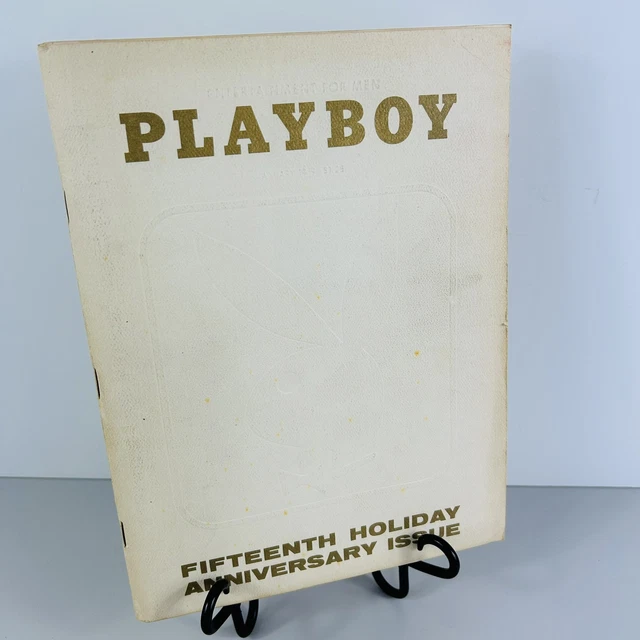 PLAYBOY
FIFTEENTH HOLIDAY
ANNIVERSARY ISSUE